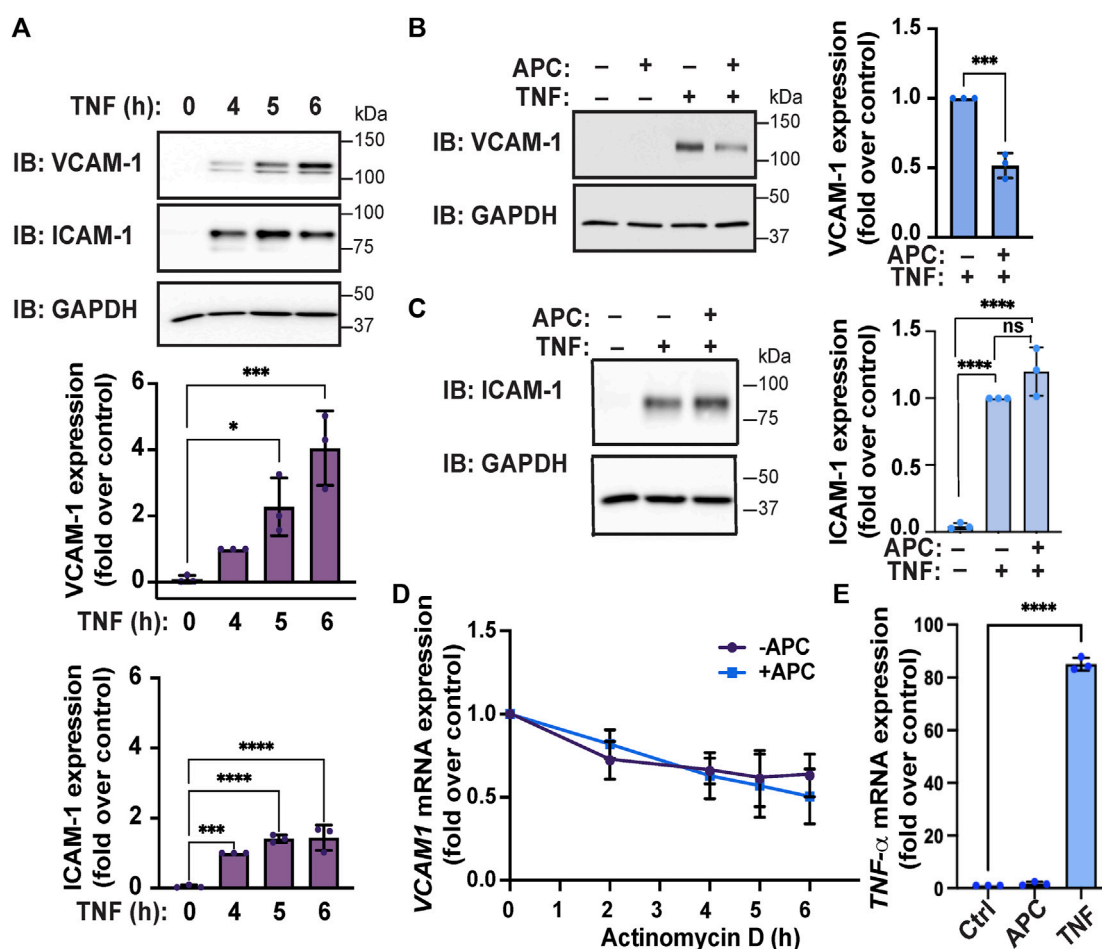 A
TNF (h): 0 4 5 6
kDa
IB: VCAM-1
150
100
IB: ICAM-1
100
75
IB: GAPDH
50
37
VCAM-1 expression
(fold over control)
6
4
2
0
***
*
TNF (h): 0 4 5 6
ICAM-1 expression
(fold over control)
6
4
2
0
****
****
***
TNF (h): 0 4 5 6
B
APC: – + – +
TNF: – – + +
kDa
IB: VCAM-1
150
100
IB: GAPDH
50
37
VCAM-1 expression
(fold over control)
1.5
1.0
0.5
0.0
***
APC: – +
TNF: + +
C
APC: – – +
TNF: – + +
kDa
IB: ICAM-1
100
75
IB: GAPDH
50
37
ICAM-1 expression
(fold over control)
1.5
1.0
0.5
0.0
****
ns
****
APC: – – +
TNF: – + +
D
VCAM1 mRNA expression
(fold over control)
1.5
1.0
0.5
0.0
-APC
+APC
0 1 2 3 4 5 6
Actinomycin D (h)
E
TNF-α mRNA expression
(fold over control)
100
80
60
40
20
0
****
Ctrl APC TNF